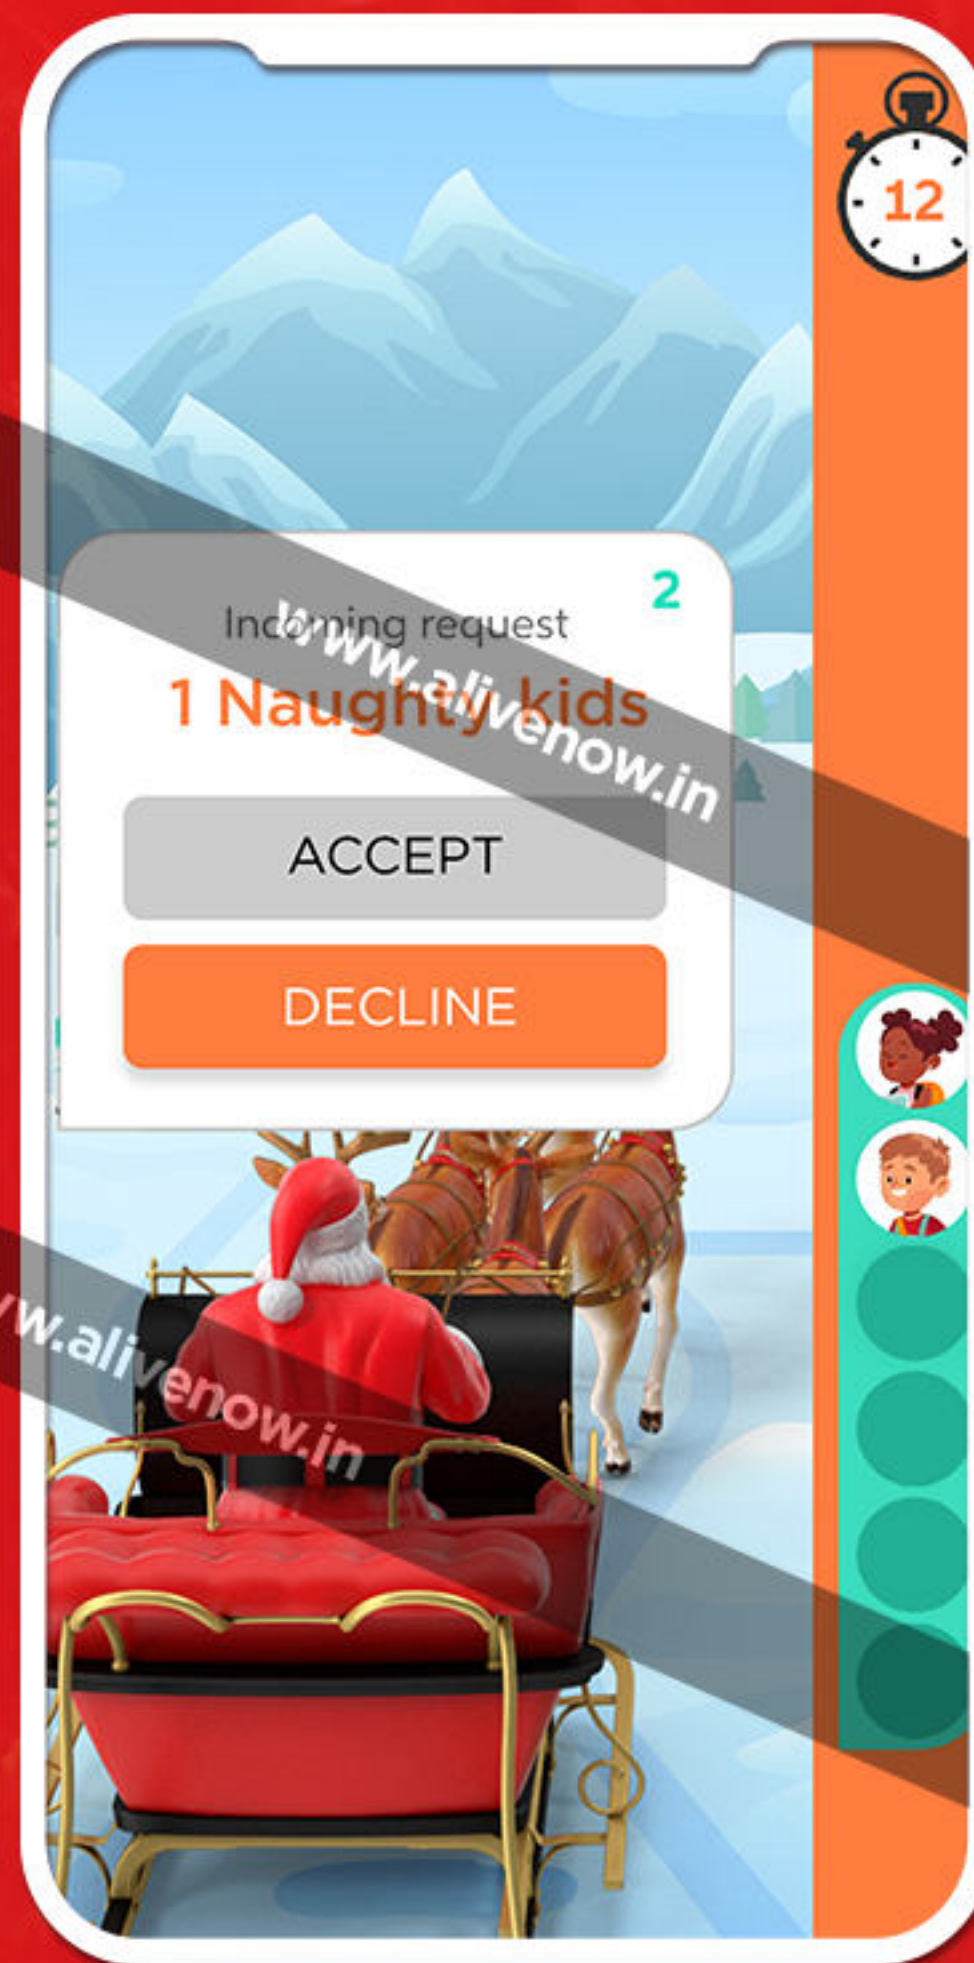 12
2
Incoming request
1 Naughty kids
www.alivenow.in
ACCEPT
DECLINE
w.alivenow.in